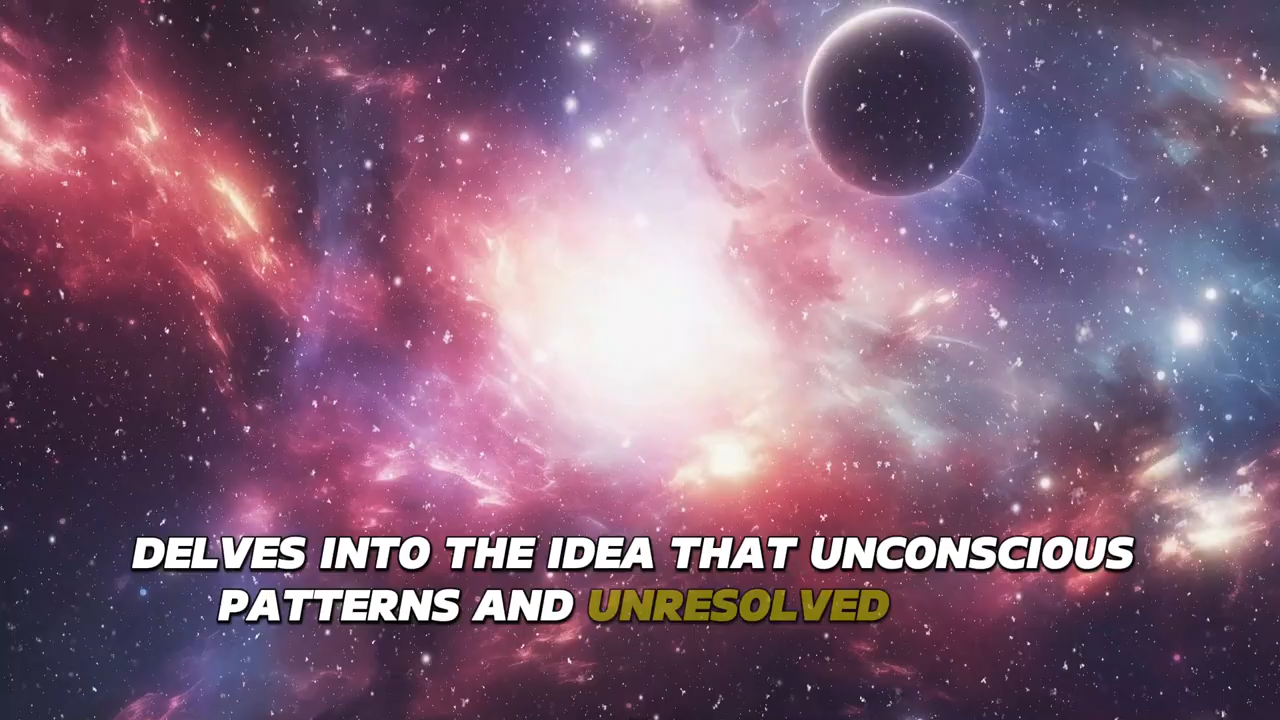 DELVES INTO THE IDEA THAT UNCONSCIOUS
PATTERNS AND UNRESOLVED